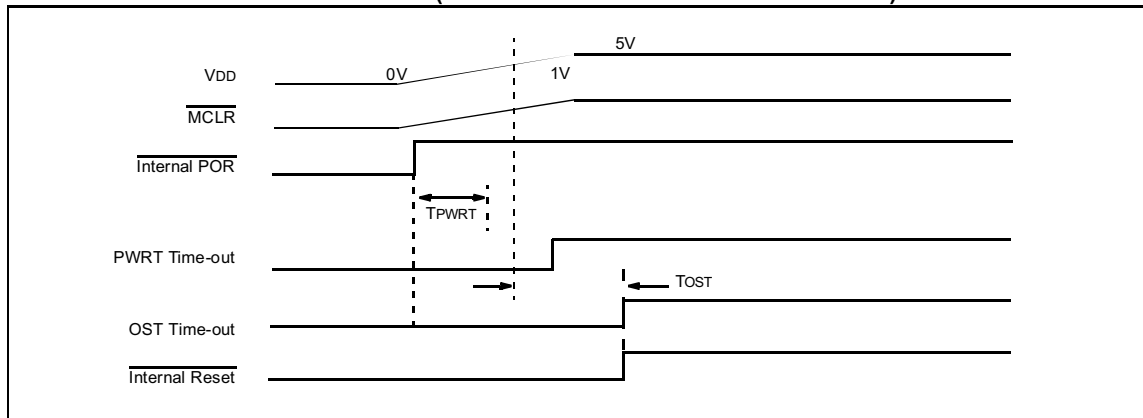 5V
VDD
0V
1V
MCLR
Internal POR
TPWRT
PWRT Time-out
TOST
OST Time-out
Internal Reset